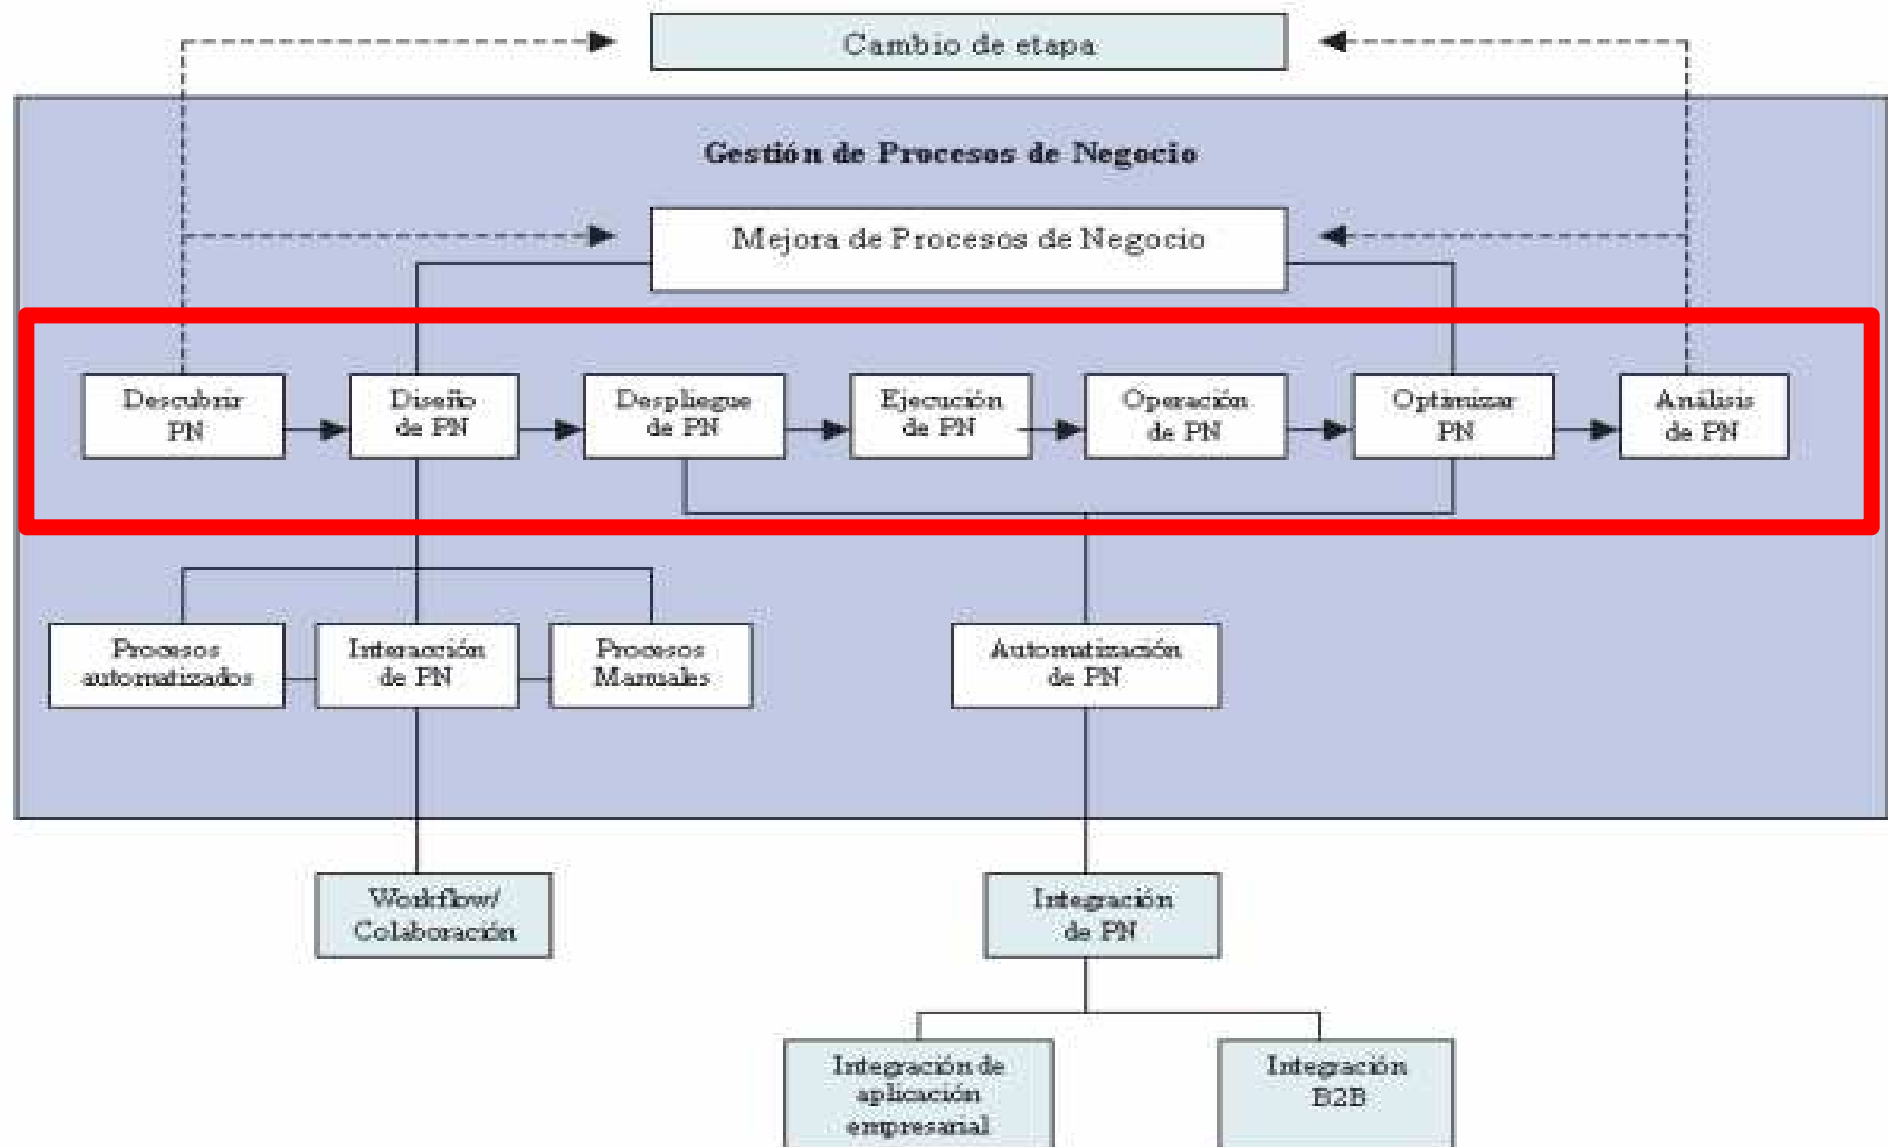 Cambio de etapa
Gestión de Procesos de Negocio
Mejora de Procesos de Negocio
Descubrir
PN
Diseño
de PN
Despliegue
de PN
Ejecución
de PN
Operación
de PN
Optimizar
PN
Análisis
de PN
Procesos
automatizados
Interacción
de PN
Procesos
Manuales
Automatización
de PN
Workflow/
Colaboración
Integración
de PN
Integración de
aplicación
empresarial
Integración
B2B